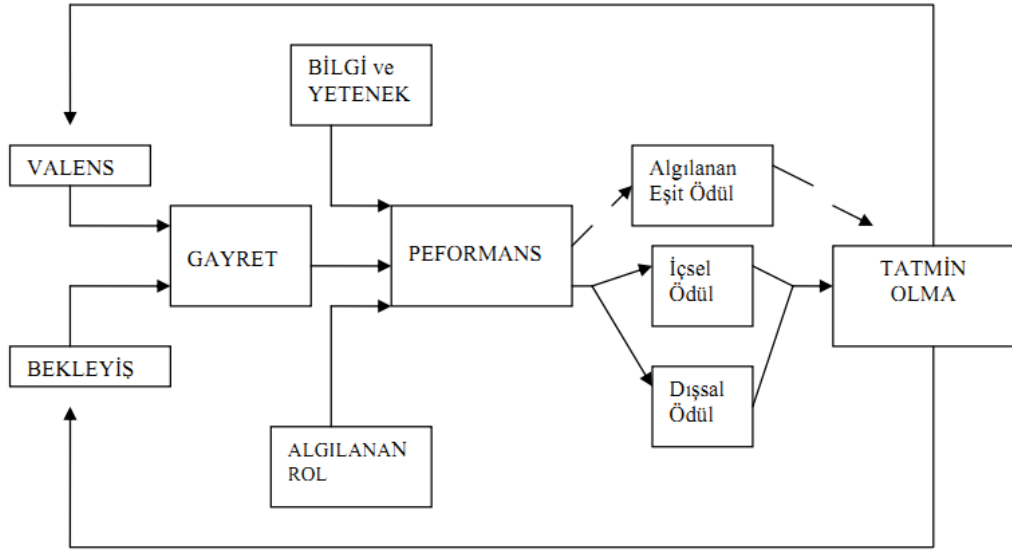 BİLGİ ve
YETENEK
VALENS
Algılanan
Eşit Ödül
GAYRET
PEFORMANS
İçsel
Ödül
TATMİN
OLMA
BEKLEYİŞ
Dışsal
Ödül
ALGILANAN
ROL